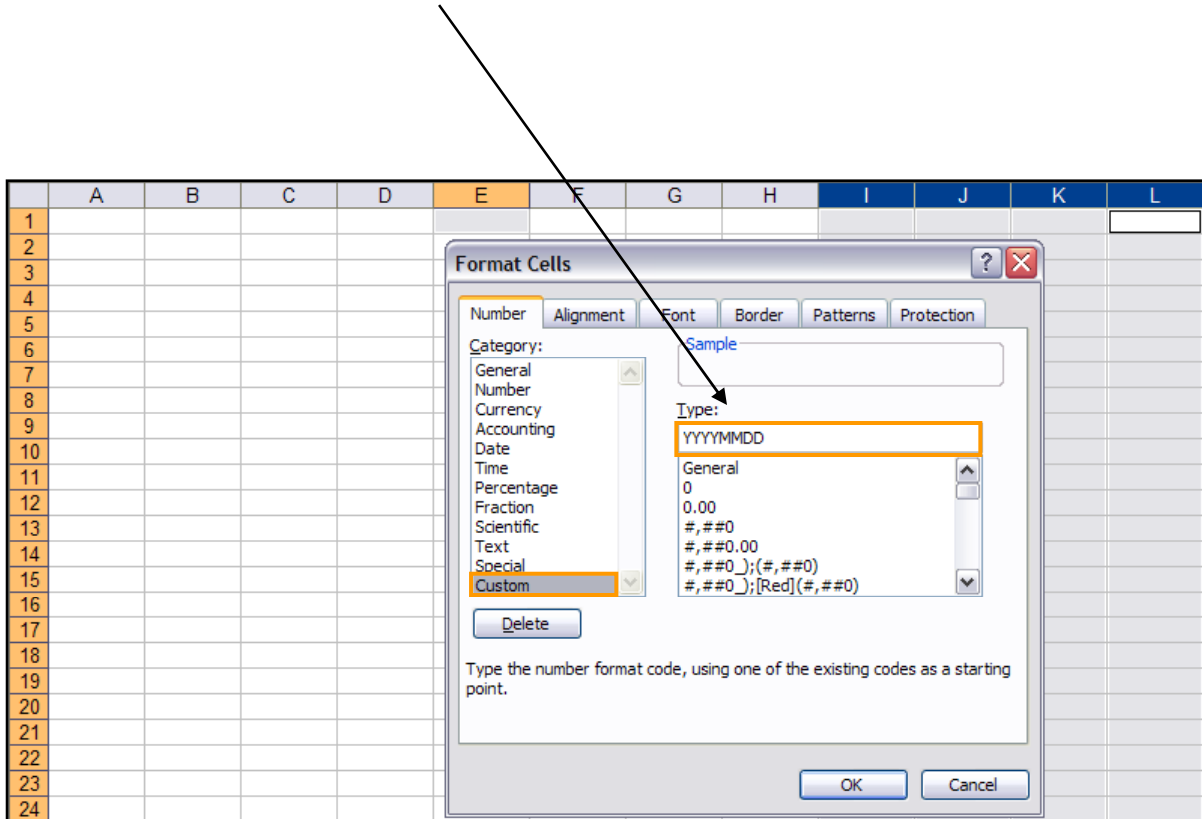 A B C D E F G H I J K L
1
2
3
4
5
6
7
8
9
10
11
12
13
14
15
16
17
18
19
20
21
22
23
24
Format Cells
?
Number Alignment Font Border Patterns Protection
Category:
General
Number
Currency
Accounting
Date
Time
Percentage
Fraction
Scientific
Text
Special
Custom
Sample
Type:
YYYYMMDD
General
0
0.00
#,##0
#,##0.00
#,##0_);(#,##0)
#,##0_);[Red](#,##0)
Delete
Type the number format code, using one of the existing codes as a starting
point.
OK Cancel